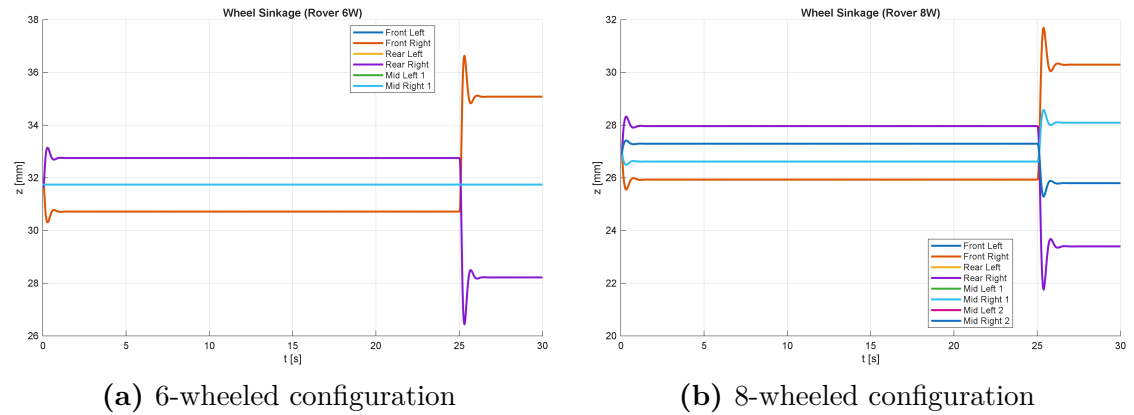 Wheel Sinkage (Rover 6W)
38
36
34
32
30
28
26
z [mm]
0
5
10
15
20
25
30
t [s]
Front Left
Front Right
Rear Left
Rear Right
Mid Left 1
Mid Right 1
(a) 6-wheeled configuration
Wheel Sinkage (Rover 8W)
32
30
28
26
24
22
20
z [mm]
0
5
10
15
20
25
30
t [s]
Front Left
Front Right
Rear Left
Rear Right
Mid Left 1
Mid Right 1
Mid Left 2
Mid Right 2
(b) 8-wheeled configuration